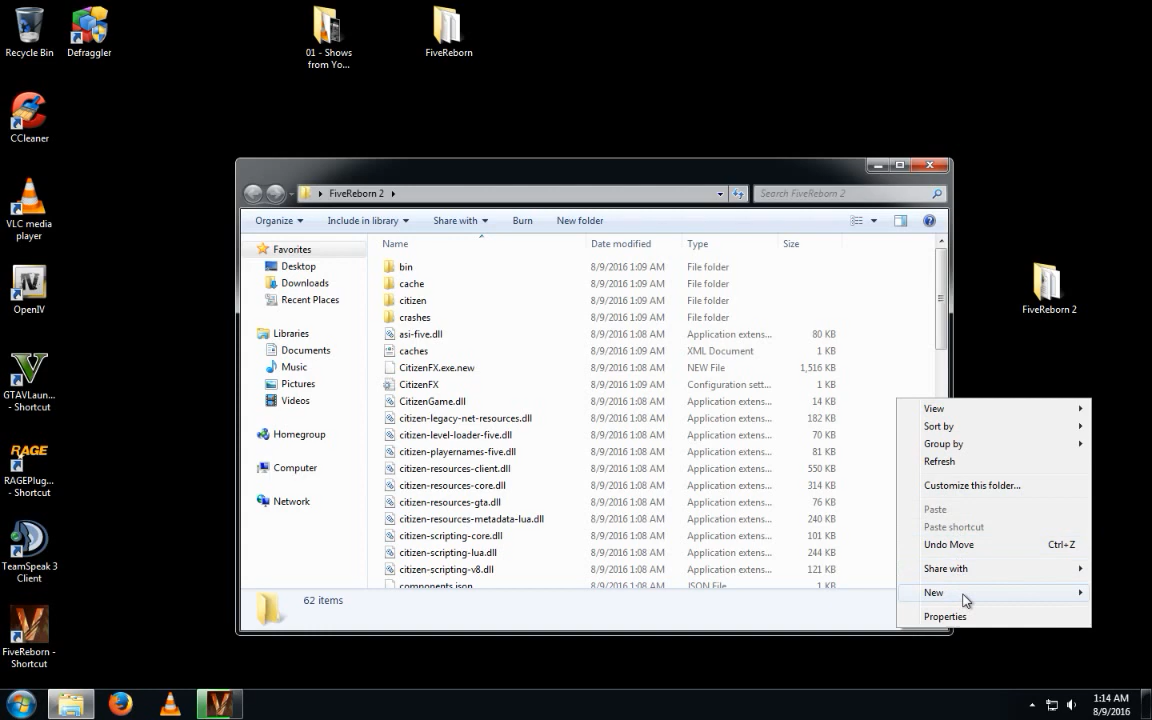 Recycle Bin
Defraggler
01 - Shows
from Yo...
FiveReborn
CCleaner
VLC media
player
OpenIV
GTAVLaun...
- Shortcut
RAGE
RAGEPlug...
- Shortcut
TeamSpeak 3
Client
FiveReborn -
Shortcut
FiveReborn 2
FiveReborn 2
Search FiveReborn 2
Organize
Include in library
Share with
Burn
New folder
Favorites
Desktop
Downloads
Recent Places
Libraries
Documents
Music
Pictures
Videos
Homegroup
Computer
Network
Name Date modified Type Size
bin 8/9/2016 1:09 AM File folder
cache 8/9/2016 1:09 AM File folder
citizen 8/9/2016 1:09 AM File folder
crashes 8/9/2016 1:09 AM File folder
asi-five.dll 8/9/2016 1:08 AM Application extens... 80 KB
caches 8/9/2016 1:09 AM XML Document 1 KB
CitizenFX.exe.new 8/9/2016 1:08 AM NEW File 1,516 KB
CitizenFX 8/9/2016 1:09 AM Configuration sett... 1 KB
CitizenGame.dll 8/9/2016 1:08 AM Application extens... 14 KB
citizen-legacy-net-resources.dll 8/9/2016 1:08 AM Application extens... 182 KB
citizen-level-loader-five.dll 8/9/2016 1:08 AM Application extens... 70 KB
citizen-playernames-five.dll 8/9/2016 1:08 AM Application extens... 81 KB
citizen-resources-client.dll 8/9/2016 1:08 AM Application extens... 550 KB
citizen-resources-core.dll 8/9/2016 1:08 AM Application extens... 314 KB
citizen-resources-gta.dll 8/9/2016 1:08 AM Application extens... 76 KB
citizen-resources-metadata-lua.dll 8/9/2016 1:08 AM Application extens... 240 KB
citizen-scripting-core.dll 8/9/2016 1:08 AM Application extens... 101 KB
citizen-scripting-lua.dll 8/9/2016 1:08 AM Application extens... 244 KB
citizen-scripting-v8.dll 8/9/2016 1:08 AM Application extens... 121 KB
components.json 8/9/2016 1:08 AM JSON File 1 KB
62 items
View
Sort by
Group by
Refresh
Customize this folder...
Paste
Paste shortcut
Undo Move Ctrl+Z
Share with
New
Properties
1:14 AM
8/9/2016